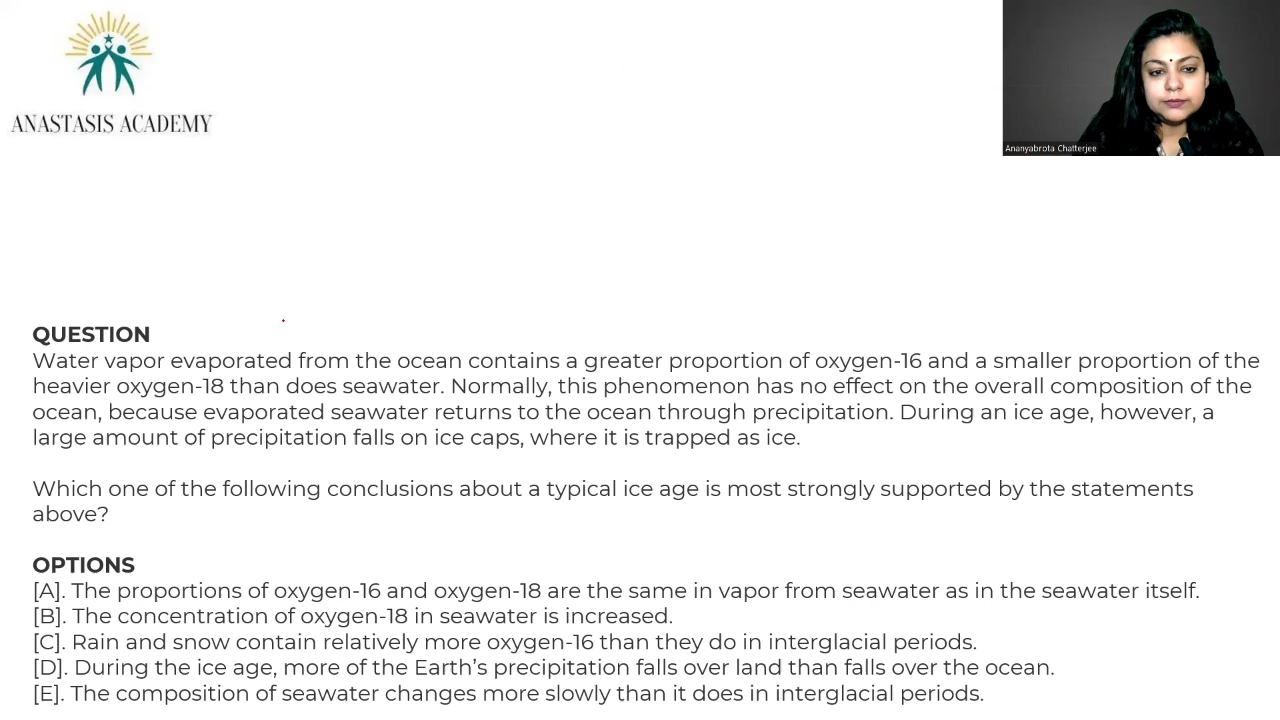 ANASTASIS ACADEMY
Ananyabrota Chatterjee
QUESTION
Water vapor evaporated from the ocean contains a greater proportion of oxygen-16 and a smaller proportion of the
heavier oxygen-18 than does seawater. Normally, this phenomenon has no effect on the overall composition of the
ocean, because evaporated seawater returns to the ocean through precipitation. During an ice age, however, a
large amount of precipitation falls on ice caps, where it is trapped as ice.
Which one of the following conclusions about a typical ice age is most strongly supported by the statements
above?
OPTIONS
[A]. The proportions of oxygen-16 and oxygen-18 are the same in vapor from seawater as in the seawater itself.
[B]. The concentration of oxygen-18 in seawater is increased.
[C]. Rain and snow contain relatively more oxygen-16 than they do in interglacial periods.
[D]. During the ice age, more of the Earth’s precipitation falls over land than falls over the ocean.
[E]. The composition of seawater changes more slowly than it does in interglacial periods.